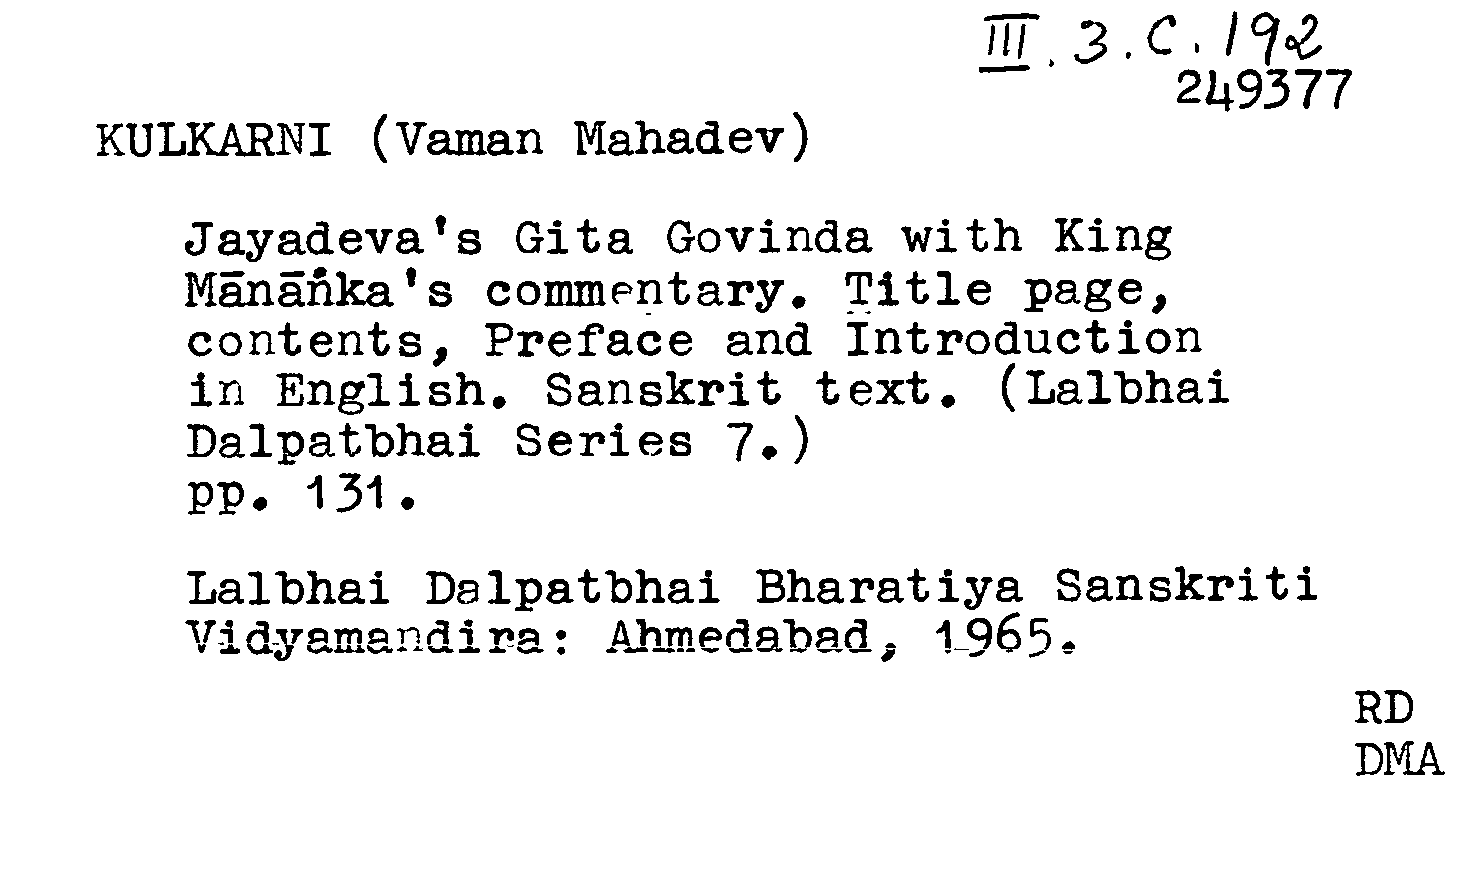 III. 3. C. 192
249377
KULKARNI (Vaman Mahadev)
Jayadeva's Gita Govinda with King
Mānāṅka's commentary. Title page,
contents, Preface and Introduction
in English. Sanskrit text. (Lalbhai
Dalpatbhai Series 7.)
pp. 131.
Lalbhai Dalpatbhai Bharatiya Sanskriti
Vidyamandira: Ahmedabad, 1965.
RD
DMA